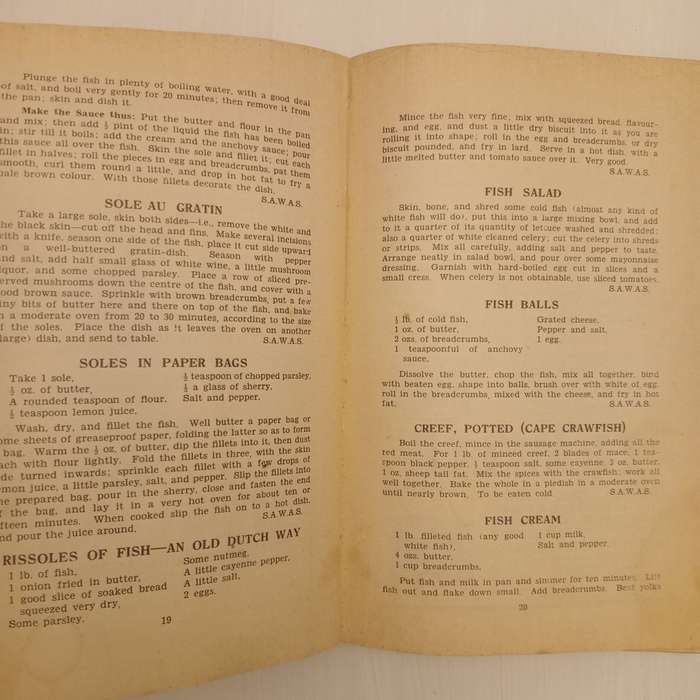 Plunge the fish in plenty of boiling water, with a good deal
of salt, and boil very gently for 20 minutes; then remove it from
the pan; skin and dish it.
Make the Sauce thus: Put the butter and flour in the pan
and mix; then add ½ pint of the liquid the fish has been boiled
in; stir till it boils; add the cream and the anchovy sauce; pour
this sauce all over the fish. Skin the sole and fillet it; cut each
fillet in halves; roll the pieces in egg and breadcrumbs, pat them
smooth, curl them round a little, and drop in hot fat to fry a
pale brown colour. With those fillets decorate the dish.
S.A.W.A.S.
SOLE AU GRATIN
Take a large sole, skin both sides—i.e., remove the white and
the black skin—cut off the head and fins. Make several incisions
with a knife, season one side of the fish, place it cut side upward
on a well-buttered gratin-dish. Season with pepper
and salt, add half small glass of white wine, a little mushroom
liquor, and some chopped parsley. Place a row of sliced pre-
served mushrooms down the centre of the fish, and cover with a
good brown sauce. Sprinkle with brown breadcrumbs, put a few
tiny bits of butter here and there on top of the fish, and bake
in a moderate oven from 20 to 30 minutes, according to the size
of the soles. Place the dish as it leaves the oven on another
(large) dish, and send to table. S.A.W.A.S.
SOLES IN PAPER BAGS
Take 1 sole,
½ oz. of butter,
A rounded teaspoon of flour.
½ teaspoon lemon juice.
½ teaspoon of chopped parsley,
½ a glass of sherry,
Salt and pepper.
Wash, dry, and fillet the fish. Well butter a paper bag or
some sheets of greaseproof paper, folding the latter so as to form
a bag. Warm the ½ oz. of butter, dip the fillets into it, then dust
each with flour lightly. Fold the fillets in three, with the skin
side turned inwards; sprinkle each fillet with a few drops of
lemon juice, a little parsley, salt, and pepper. Slip the fillets into
the prepared bag, pour in the sherry, close and fasten the end
of the bag, and lay it in a very hot oven for about ten or
fifteen minutes. When cooked slip the fish on to a hot dish,
and pour the juice around. S.A.W.A.S.
RISSOLES OF FISH—AN OLD DUTCH WAY
1 lb. of fish,
1 onion fried in butter,
1 good slice of soaked bread
squeezed very dry,
Some parsley.
Some nutmeg,
A little cayenne pepper,
A little salt,
2 eggs.
19
Mince the fish very fine; mix with squeezed bread, flavour-
ing, and egg, and dust a little dry biscuit into it as you are
rolling it into shape; roll in the egg and breadcrumbs, or dry
biscuit pounded, and fry in lard. Serve in a hot dish, with a
little melted butter and tomato sauce over it. Very good.
S.A.W.A.S.
FISH SALAD
Skin, bone, and shred some cold fish (almost any kind of
white fish will do), put this into a large mixing bowl, and add
to it a quarter of its quantity of lettuce washed and shredded;
also a quarter of white cleaned celery; cut the celery into shreds
or strips. Mix all carefully, adding salt and pepper to taste.
Arrange neatly in salad bowl, and pour over some mayonnaise
dressing. Garnish with hard-boiled egg cut in slices and a
small cress. When celery is not obtainable, use sliced tomatoes.
S.A.W.A.S.
FISH BALLS
½ lb. of cold fish,
1 oz. of butter,
2 ozs. of breadcrumbs,
1 teaspoonful of anchovy
sauce,
Grated cheese,
Pepper and salt,
1 egg.
Dissolve the butter, chop the fish, mix all together, bind
with beaten egg, shape into balls, brush over with white of egg,
roll in the breadcrumbs, mixed with the cheese, and fry in hot
fat. S.A.W.A.S.
CREEF, POTTED (CAPE CRAWFISH)
Boil the creef, mince in the sausage machine, adding all the
red meat. For 1 lb. of minced creef, 2 blades of mace, 1 tea-
spoon black pepper, 1 teaspoon salt, some cayenne, 2 oz. butter,
1 oz. sheep tail fat. Mix the spices with the crawfish; work all
well together. Bake the whole in a piedish in a moderate oven
until nearly brown. To be eaten cold. S.A.W.A.S.
FISH CREAM
1 lb. filleted fish (any good
white fish),
4 ozs. butter,
1 cup breadcrumbs,
1 cup milk,
Salt and pepper,
Put fish and milk in pan and simmer for ten minutes. Lift
fish out and flake down small. Add breadcrumbs. Beat yolks
20